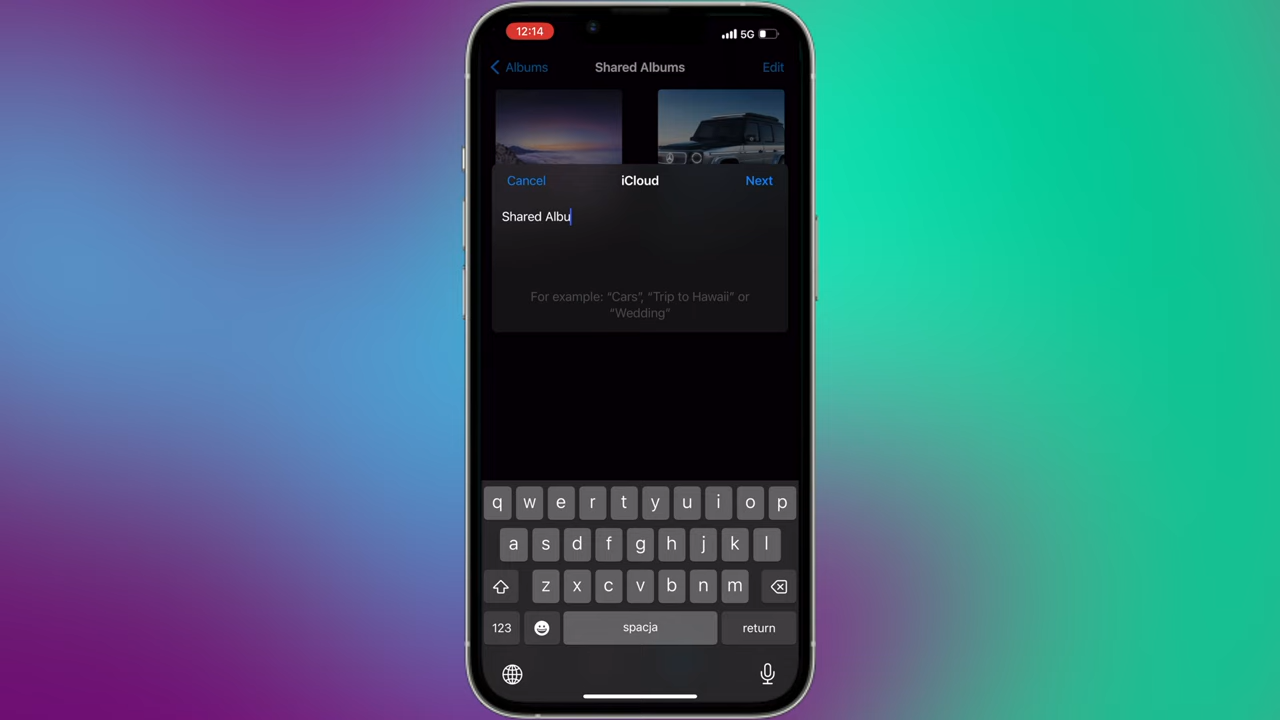 12:14
5G
Albums
Shared Albums
Edit
Cancel
iCloud
Next
Shared Albu
For example: “Cars”, “Trip to Hawaii” or
“Wedding”
q w e r t y u i o p
a s d f g h j k l
z x c v b n m
123
spacja
return